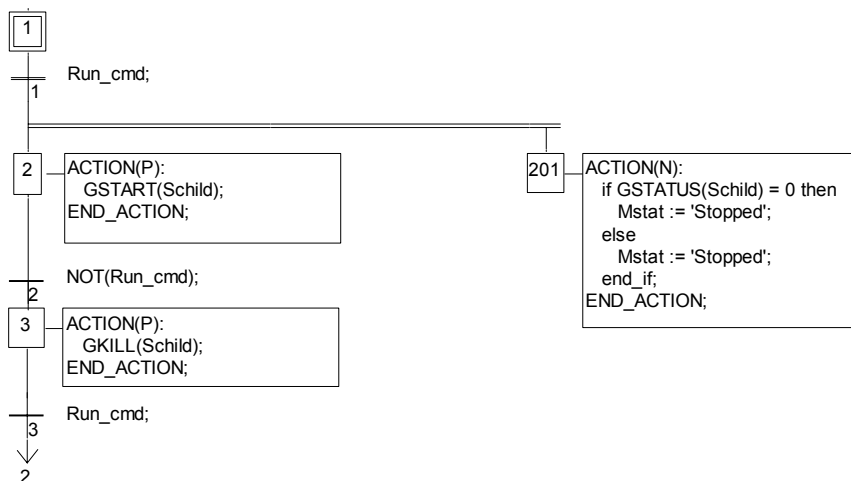 1
Run_cmd;
1
2
ACTION(P):
GSTART(Schild);
END_ACTION;
201
ACTION(N):
if GSTATUS(Schild) = 0 then
Mstat := 'Stopped';
else
Mstat := 'Stopped';
end_if;
END_ACTION;
NOT(Run_cmd);
2
3
ACTION(P):
GKILL(Schild);
END_ACTION;
Run_cmd;
3
2